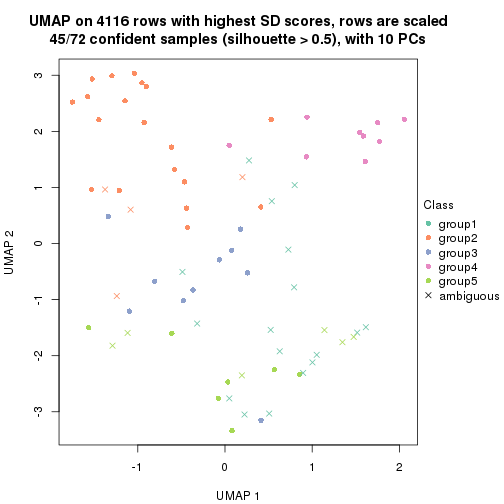 UMAP on 4116 rows with highest SD scores, rows are scaled
45/72 confident samples (silhouette > 0.5), with 10 PCs
3
2
1
0
-1
-2
-3
UMAP 2
-1
0
1
2
UMAP 1
Class
group1
group2
group3
group4
group5
ambiguous